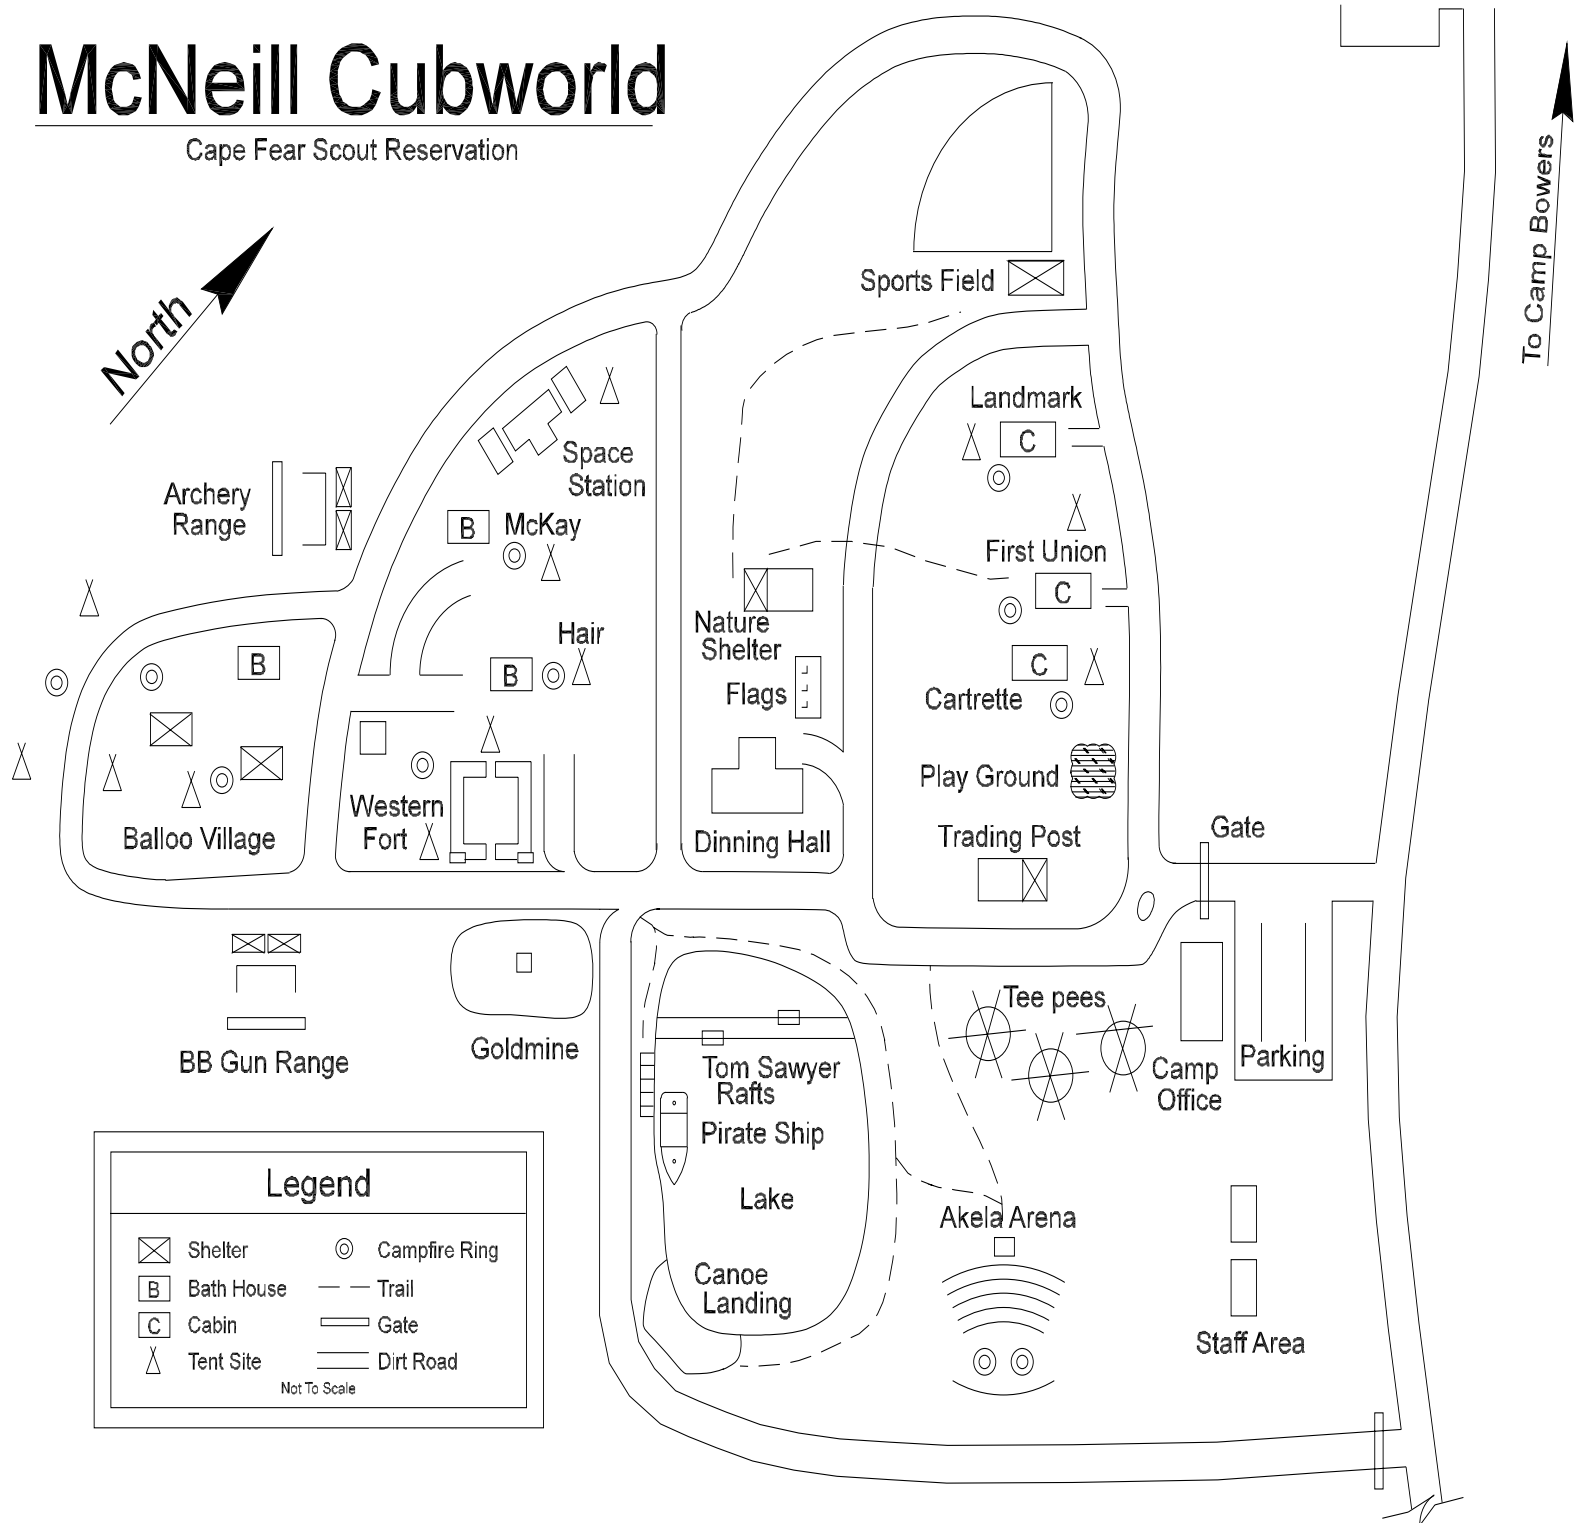 McNeill Cubworld
Cape Fear Scout Reservation
North
To Camp Bowers
Sports Field
Landmark
C
Space
Station
Archery
Range
B
McKay
First Union
C
Nature
Shelter
Hair
B
B
C
Flags
Cartrette
Play Ground
Western
Fort
Balloo Village
Dinning Hall
Trading Post
Gate
BB Gun Range
Goldmine
Tee pees
Camp
Office
Parking
Tom Sawyer
Rafts
Pirate Ship
Lake
Akela Arena
Canoe
Landing
Staff Area
Legend
Shelter
Campfire Ring
B Bath House
Trail
C Cabin
Gate
Tent Site
Dirt Road
Not To Scale